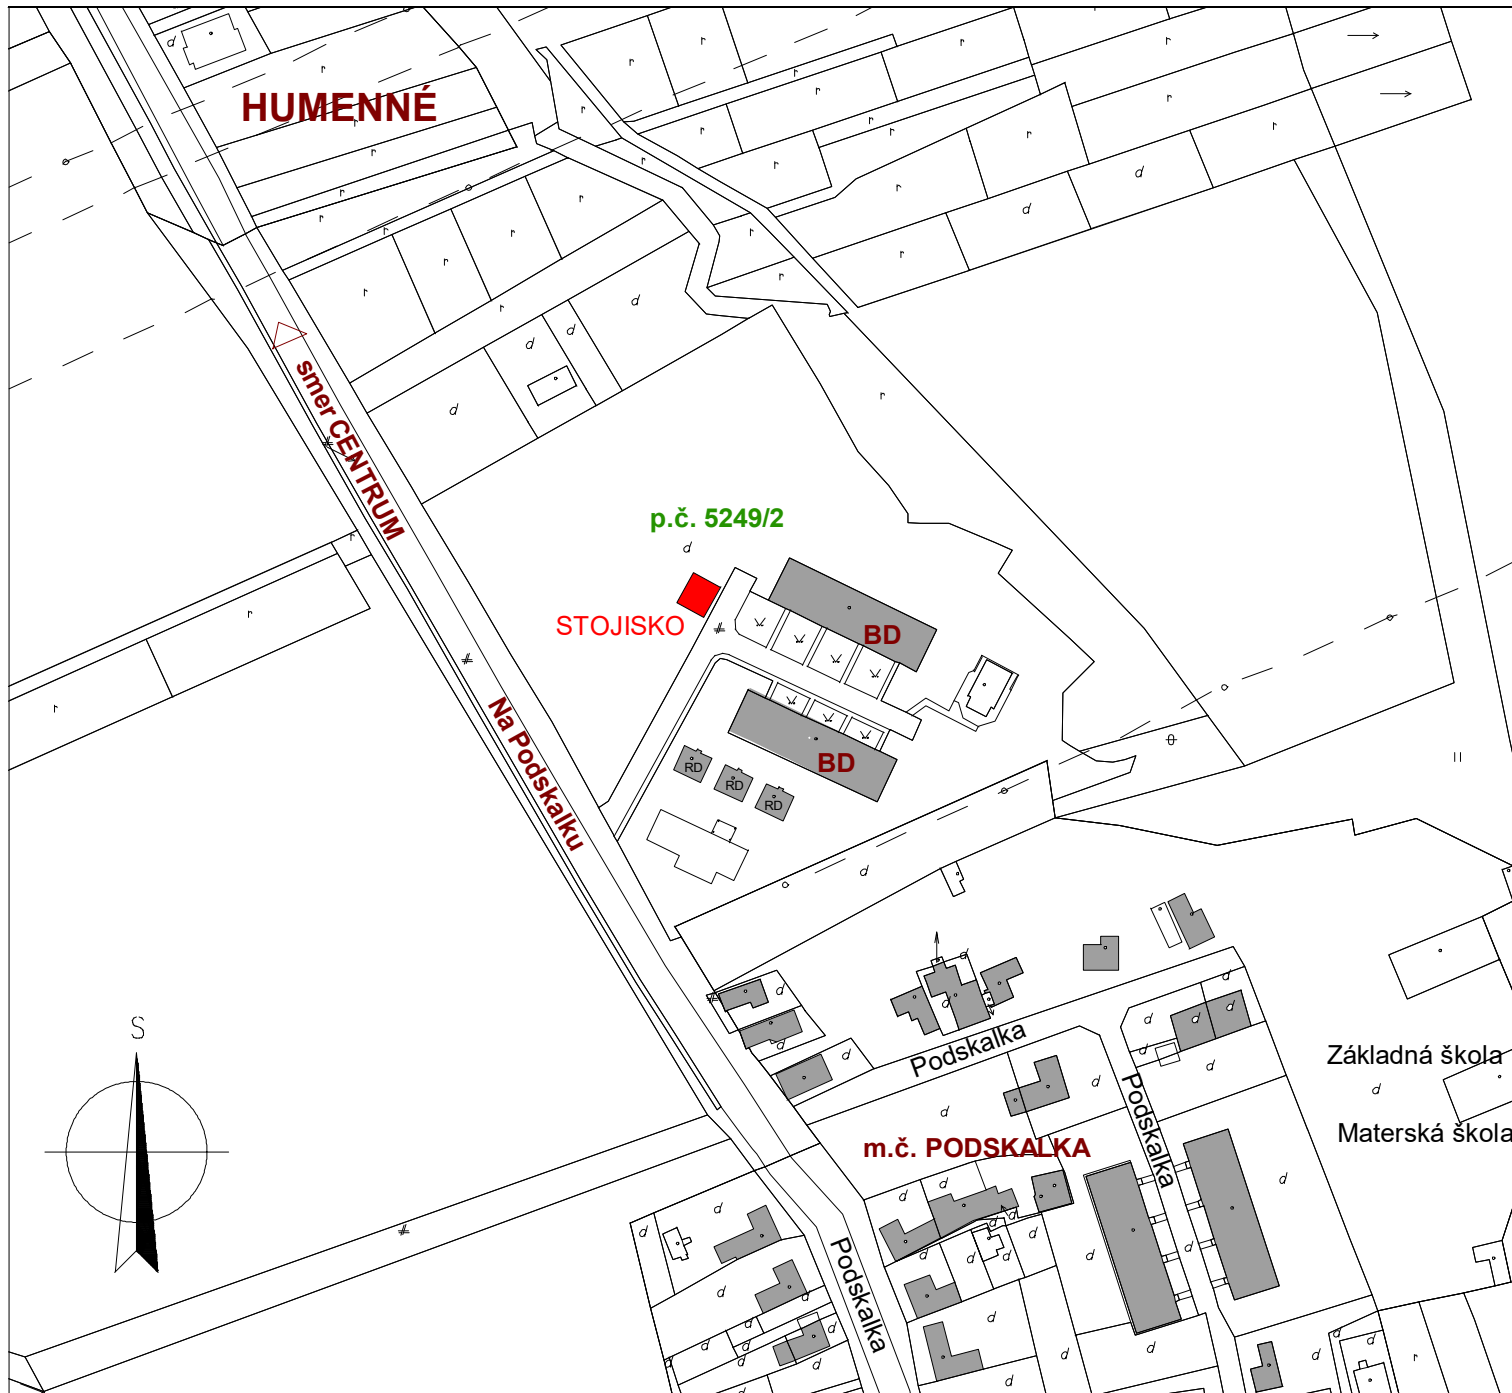 HUMENNÉ
smer CENTRUM
p.č. 5249/2
STOJISKO
BD
BD
RD
RD
RD
Na Podskalku
S
Podskalka
Podskalka
Základná škola
Materská škola
m.č. PODSKALKA
Podskalka